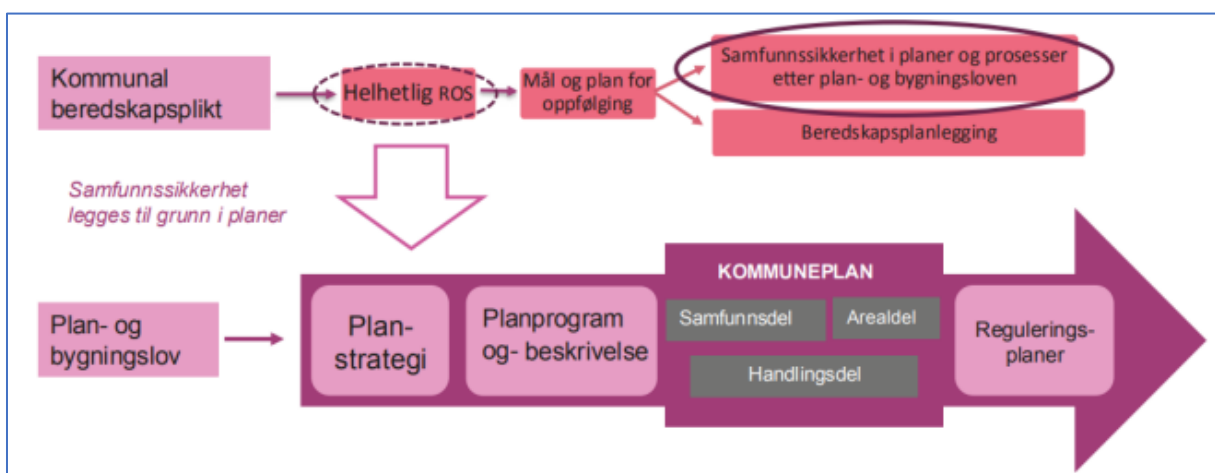 Kommunal
beredskapsplikt
Helhetlig ROS
Mål og plan for
oppfølging
Samfunnssikkerhet i planer og prosesser
etter plan- og bygningsloven
Beredskapsplanlegging
Samfunnssikkerhet
legges til grunn i planer
Plan- og
bygningslov
Plan-
strategi
Planprogram
og- beskrivelse
KOMMUNEPLAN
Samfunnsdel
Arealdel
Handlingsdel
Regulerings-
planer